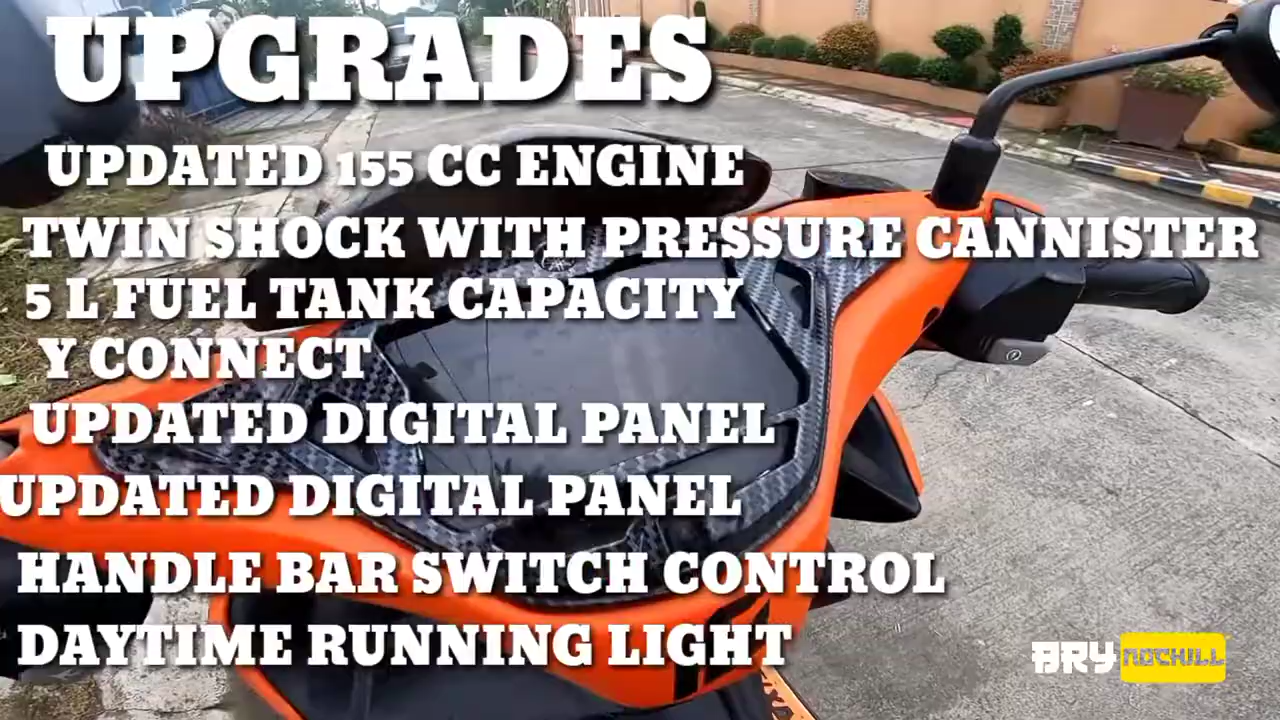 UPGRADES
UPDATED 155 CC ENGINE
TWIN SHOCK WITH PRESSURE CANNISTER
5 L FUEL TANK CAPACITY
Y CONNECT
UPDATED DIGITAL PANEL
UPDATED DIGITAL PANEL
HANDLE BAR SWITCH CONTROL
DAYTIME RUNNING LIGHT
BRY NOCHILL